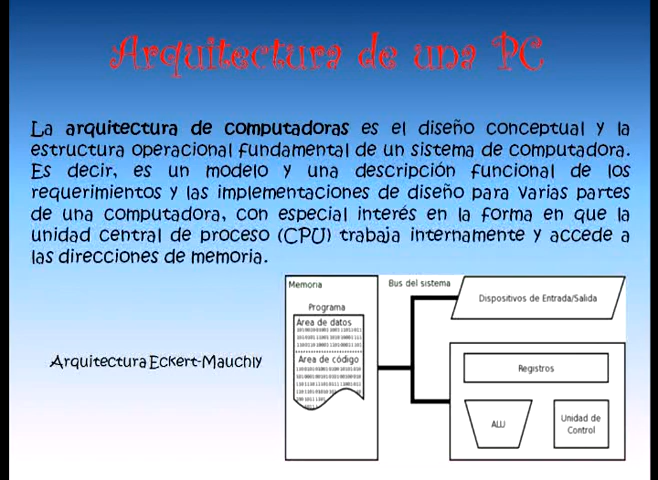 Arquitectura de una PC
La arquitectura de computadoras es el diseño conceptual y la
estructura operacional fundamental de un sistema de computadora.
Es decir, es un modelo y una descripción funcional de los
requerimientos y las implementaciones de diseño para varias partes
de una computadora, con especial interés en la forma en que la
unidad central de proceso (CPU) trabaja internamente y accede a
las direcciones de memoria.
Arquitectura Eckert-Mauchly
Memoria
Programa
Área de datos
Área de código
Bus del sistema
Dispositivos de Entrada/Salida
Registros
ALU
Unidad de
Control